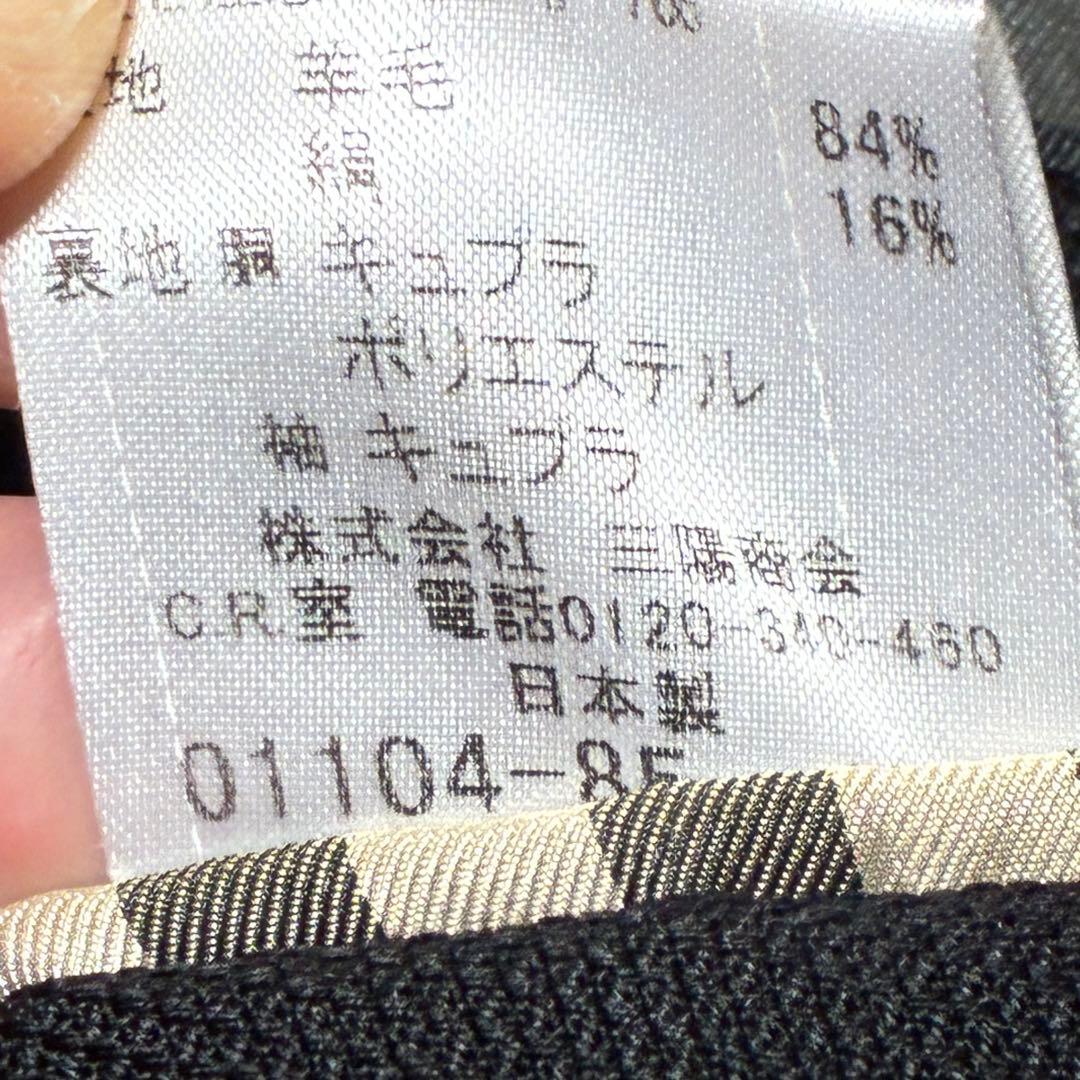 地 羊毛 84%
絹 16%
裏地 胴 キュプラ
ポリエステル
袖 キュプラ
株式会社 三陽商会
C.R.室 電話0120-340-460
日本製
01104-8